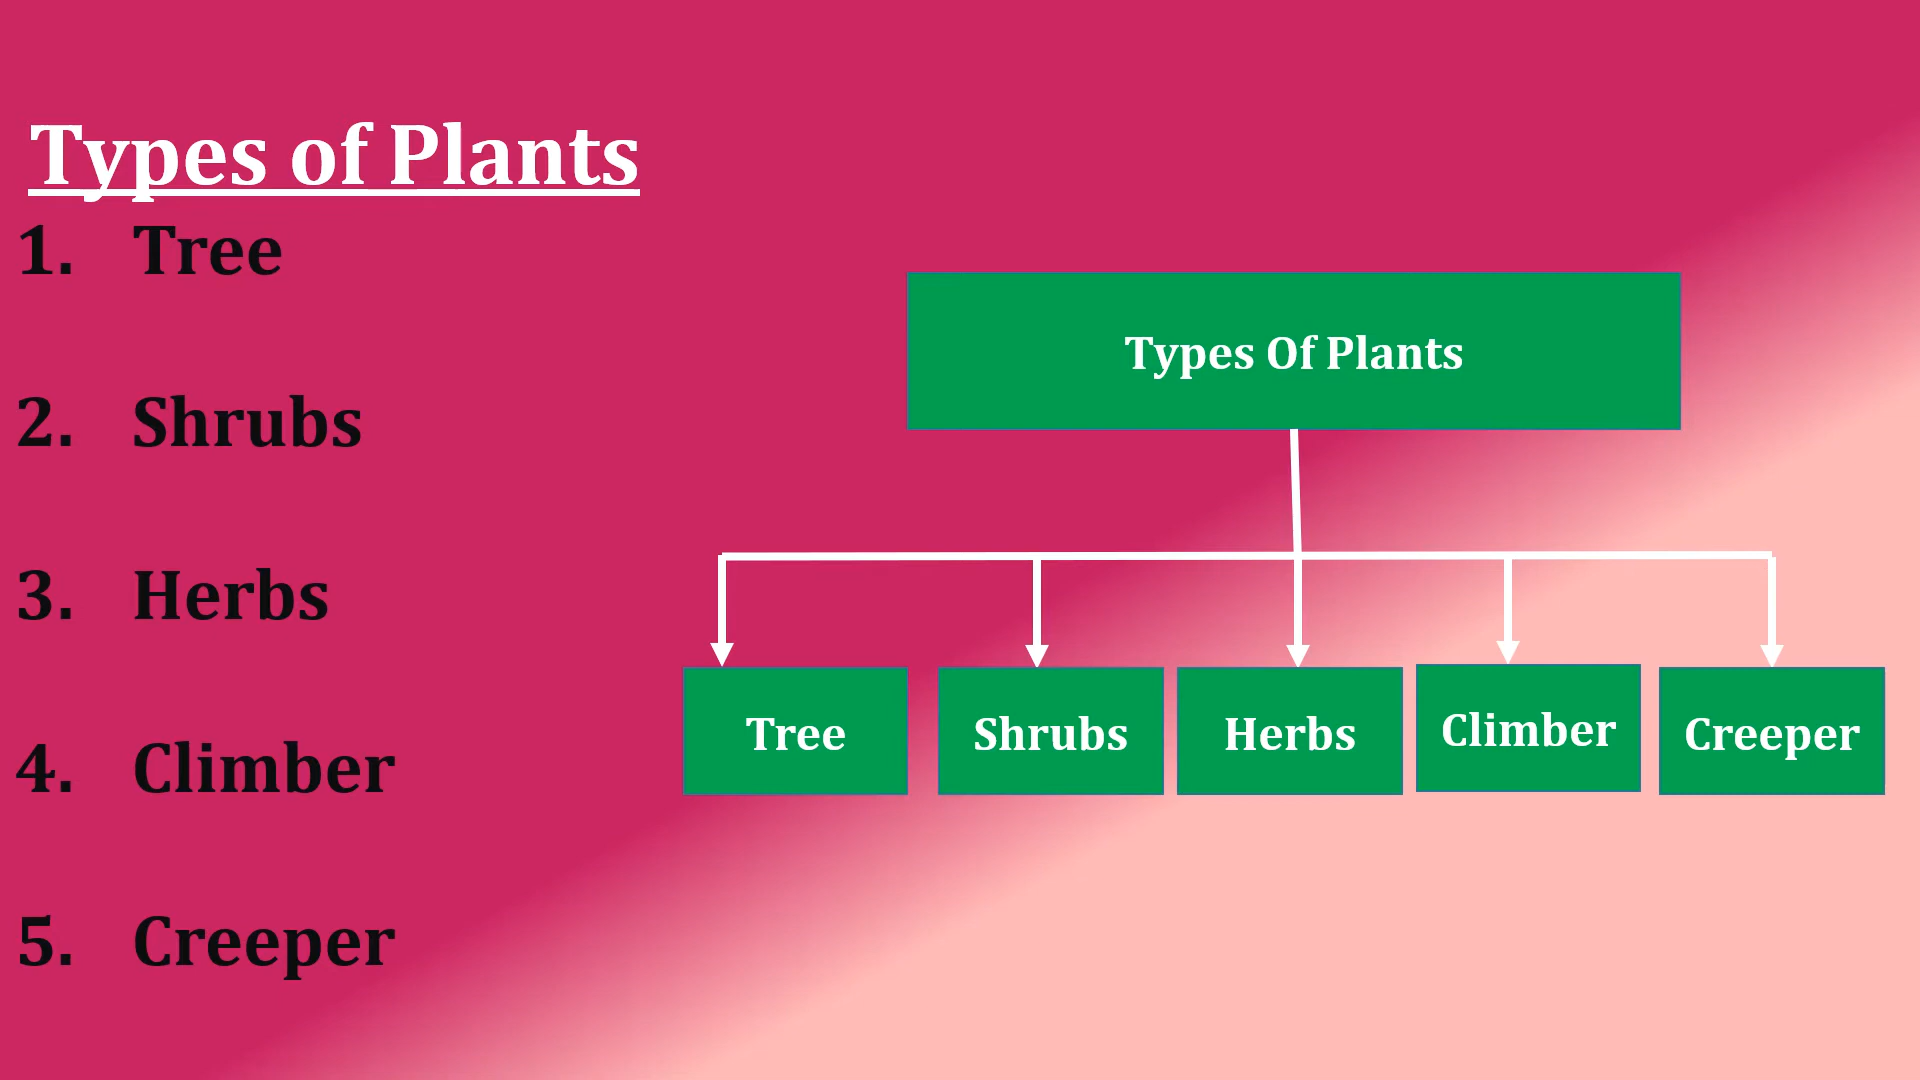 Types of Plants
1. Tree
2. Shrubs
3. Herbs
4. Climber
5. Creeper
Types Of Plants
Tree
Shrubs
Herbs
Climber
Creeper